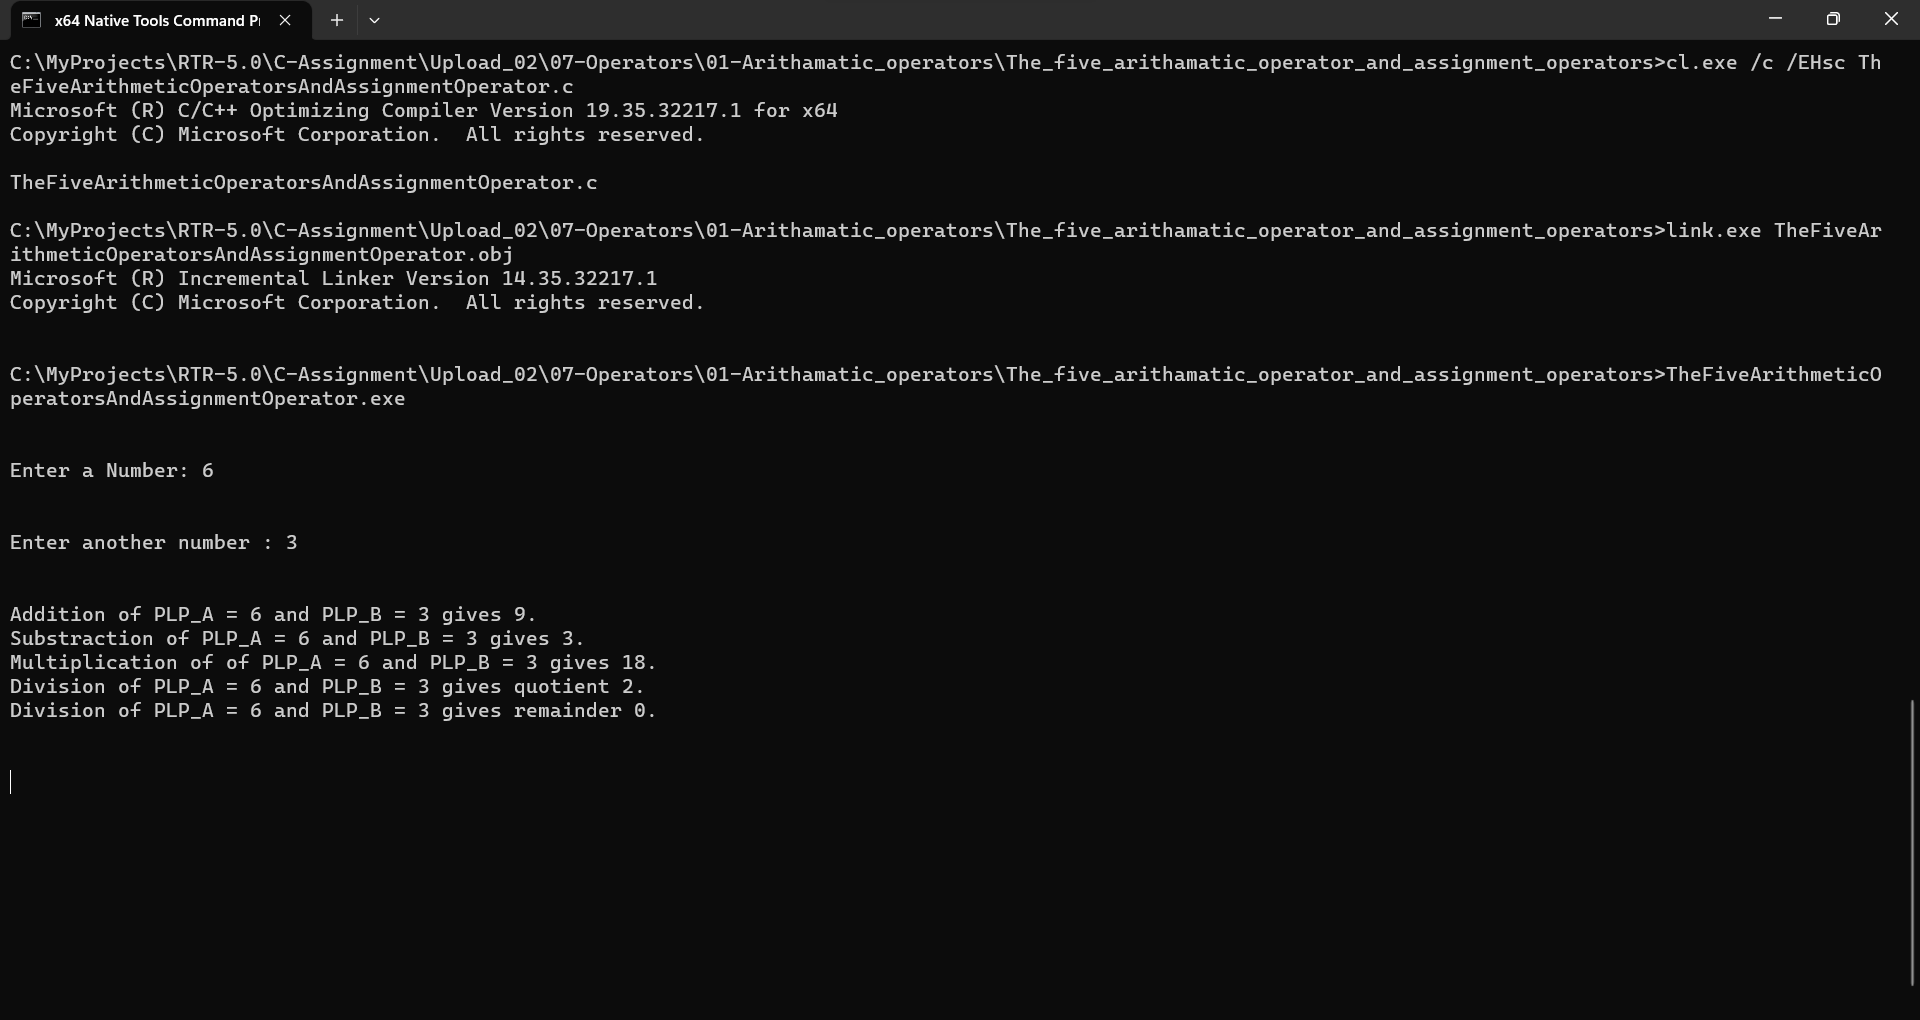 x64 Native Tools Command P
C:\MyProjects\RTR-5.0\C-Assignment\Upload_02\07-Operators\01-Arithamatic_operators\The_five_arithamatic_operator_and_assignment_operators>cl.exe /c /EHsc Th
eFiveArithmeticOperatorsAndAssignmentOperator.c
Microsoft (R) C/C++ Optimizing Compiler Version 19.35.32217.1 for x64
Copyright (C) Microsoft Corporation.  All rights reserved.
TheFiveArithmeticOperatorsAndAssignmentOperator.c
C:\MyProjects\RTR-5.0\C-Assignment\Upload_02\07-Operators\01-Arithamatic_operators\The_five_arithamatic_operator_and_assignment_operators>link.exe TheFiveAr
ithmeticOperatorsAndAssignmentOperator.obj
Microsoft (R) Incremental Linker Version 14.35.32217.1
Copyright (C) Microsoft Corporation.  All rights reserved.
C:\MyProjects\RTR-5.0\C-Assignment\Upload_02\07-Operators\01-Arithamatic_operators\The_five_arithamatic_operator_and_assignment_operators>TheFiveArithmeticO
peratorsAndAssignmentOperator.exe
Enter a Number: 6
Enter another number : 3
Addition of PLP_A = 6 and PLP_B = 3 gives 9.
Substraction of PLP_A = 6 and PLP_B = 3 gives 3.
Multiplication of of PLP_A = 6 and PLP_B = 3 gives 18.
Division of PLP_A = 6 and PLP_B = 3 gives quotient 2.
Division of PLP_A = 6 and PLP_B = 3 gives remainder 0.